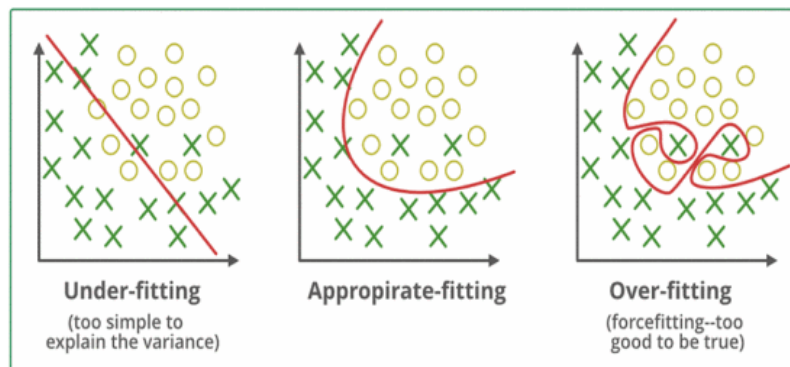 Under-fitting
(too simple to
explain the variance)
Appropirate-fitting
Over-fitting
(forcefitting--too
good to be true)